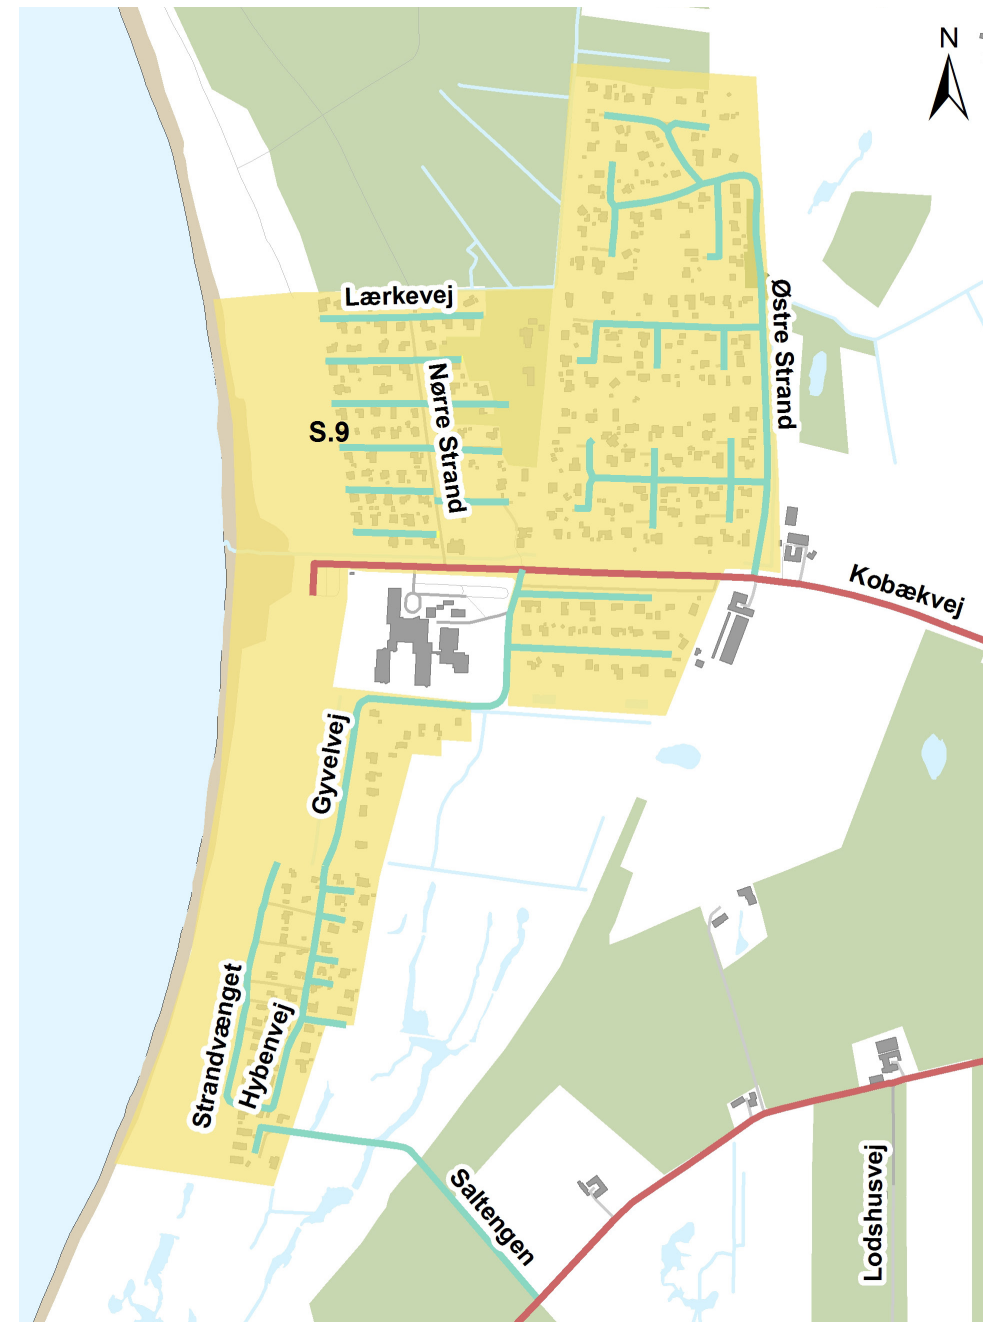 N
Lærkevej
Østre Strand
Nørre Strand
S.9
Kobækvej
Gyvelvej
Strandvænget
Hybenvej
Saltengen
Lodshusvej